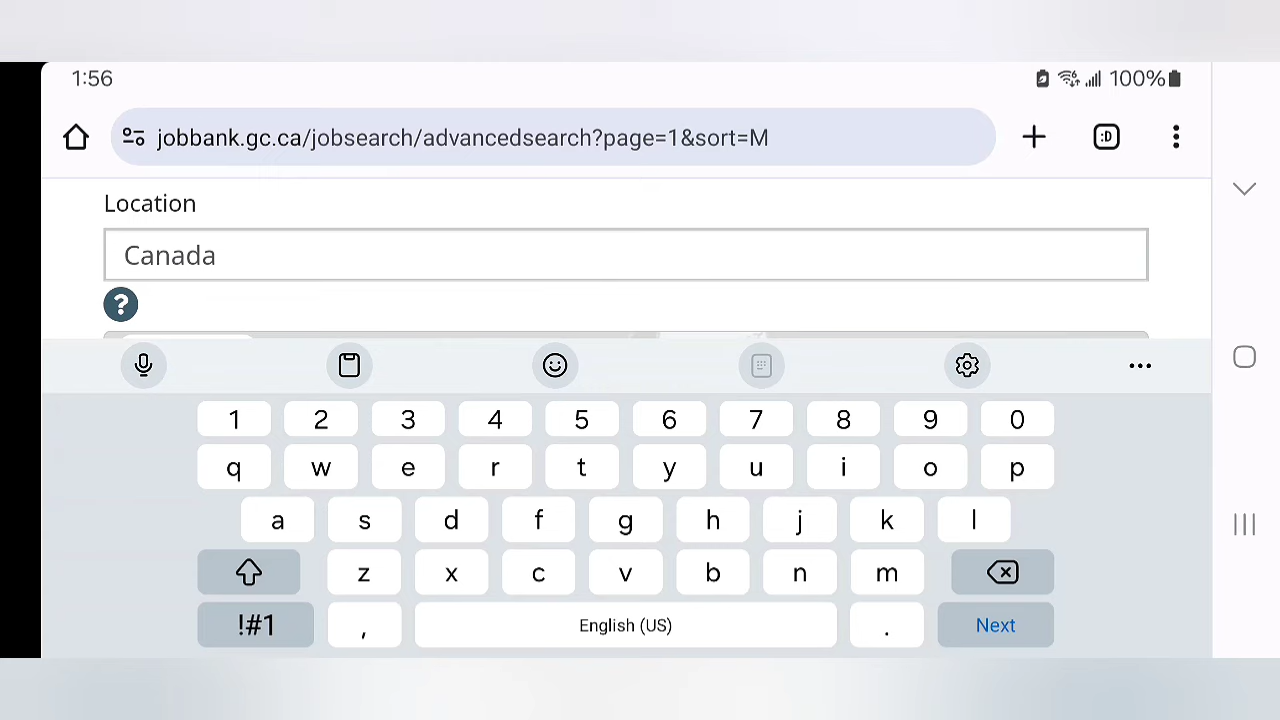 1:56
100%
jobbank.gc.ca/jobsearch/advancedsearch?page=1&sort=M
:D
Location
Canada
?
1 2 3 4 5 6 7 8 9 0
q w e r t y u i o p
a s d f g h j k l
z x c v b n m
!#1 , English (US) . Next